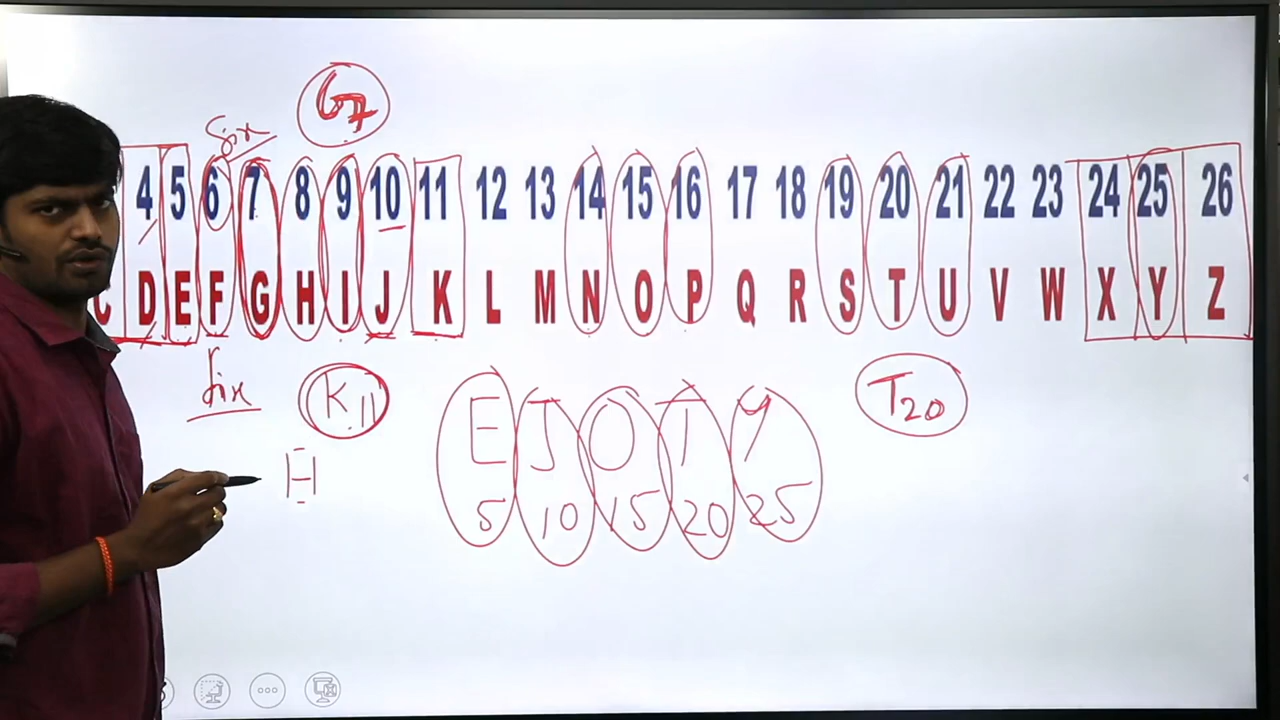 G7
Six
4 5 6 7 8 9 10 11 12 13 14 15 16 17 18 19 20 21 22 23 24 25 26
C D E F G H I J K L M N O P Q R S T U V W X Y Z
Six
K11
T20
E J O T Y
H
5 10 15 20 25